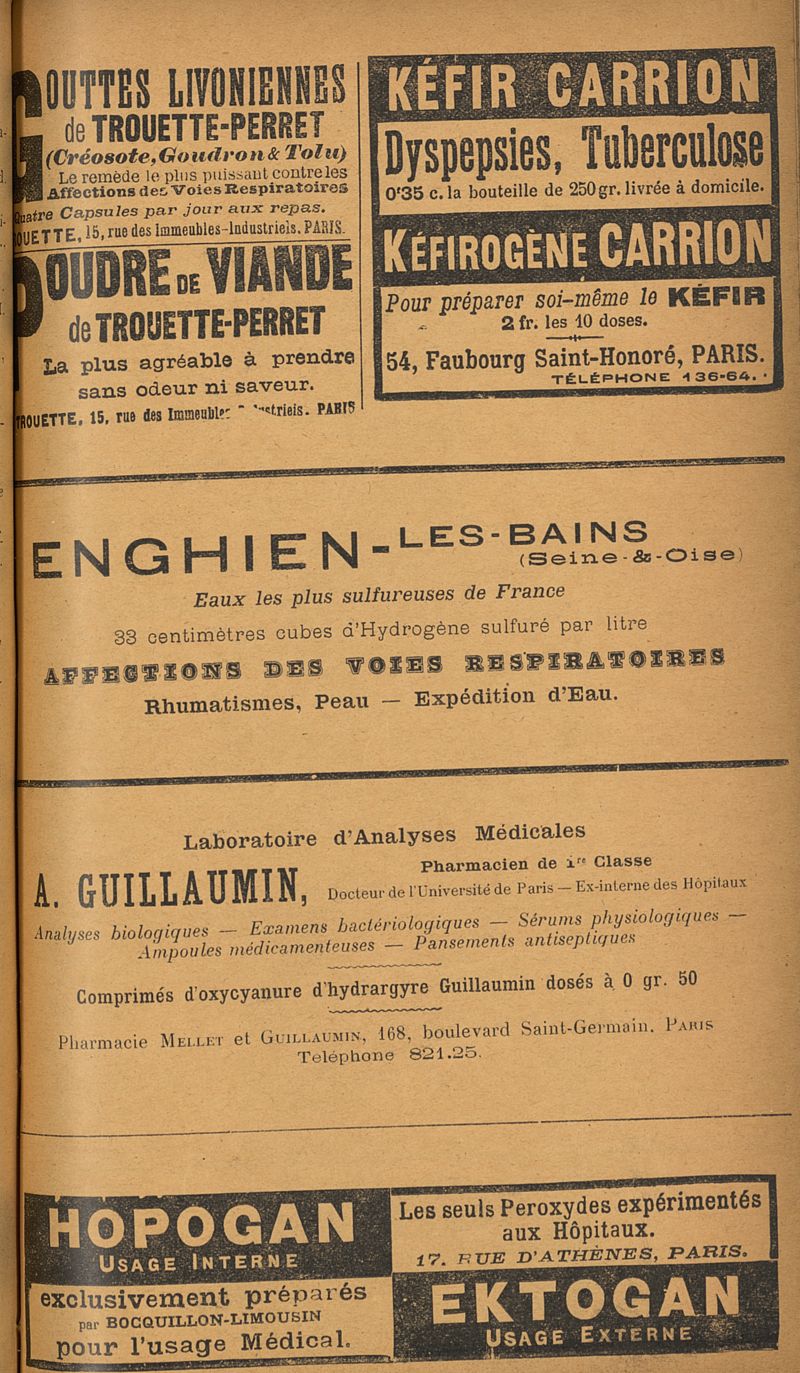 GOUTTES LIVONIENNES
de TROUETTE-PERRET
(Créosote, Goudron & Tolu)
Le remède le plus puissant contre les
Affections des Voies Respiratoires
Quatre Capsules par jour aux repas.
OUETTE, 15, rue des Immeubles-Industriels, PARIS.
POUDRE DE VIANDE
de TROUETTE-PERRET
La plus agréable à prendre
sans odeur ni saveur.
TROUETTE, 15, rue des Immeubles strieis. PARIS
KÉFIR CARRION
Dyspepsies, Tuberculose
0'35 c. la bouteille de 250 gr. livrée à domicile.
KÉFIROGÈNE CARRION
Pour préparer soi-même le KÉFIR
2 fr. les 10 doses.
54, Faubourg Saint-Honoré, PARIS.
TÉLÉPHONE 136-64.
ENGHIEN-LES-BAINS
(Seine-&-Oise)
Eaux les plus sulfureuses de France
33 centimètres cubes d'Hydrogène sulfuré par litre
AFFECTIONS DES VOIES RESPIRATOIRES
Rhumatismes, Peau — Expédition d'Eau.
Laboratoire d'Analyses Médicales
A. GUILLAUMIN,
Pharmacien de 1re Classe
Docteur de l'Université de Paris — Ex-interne des Hôpitaux
Analyses biologiques — Examens bactériologiques — Sérums physiologiques —
Ampoules médicamenteuses — Pansements antiseptiques
Comprimés d'oxycyanure d'hydrargyre Guillaumin dosés à 0 gr. 50
Pharmacie MELLET et GUILLAUMIN, 168, boulevard Saint-Germain. PARIS
Teléphone 821.25.
HOPOGAN
USAGE INTERNE
exclusivement préparés
par BOCQUILLON-LIMOUSIN
pour l'usage Médical.
Les seuls Peroxydes expérimentés
aux Hôpitaux.
17. RUE D'ATHÈNES, PARIS.
EKTOGAN
USAGE EXTERNE